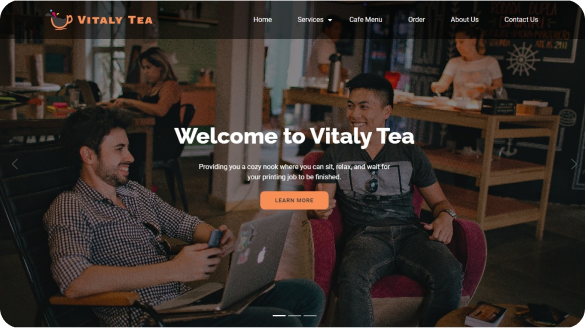 VITALY TEA
Home Services Cafe Menu Order About Us Contact Us
Welcome to Vitaly Tea
Providing you a cozy nook where you can sit, relax, and wait for
your printing job to be finished.
LEARN MORE